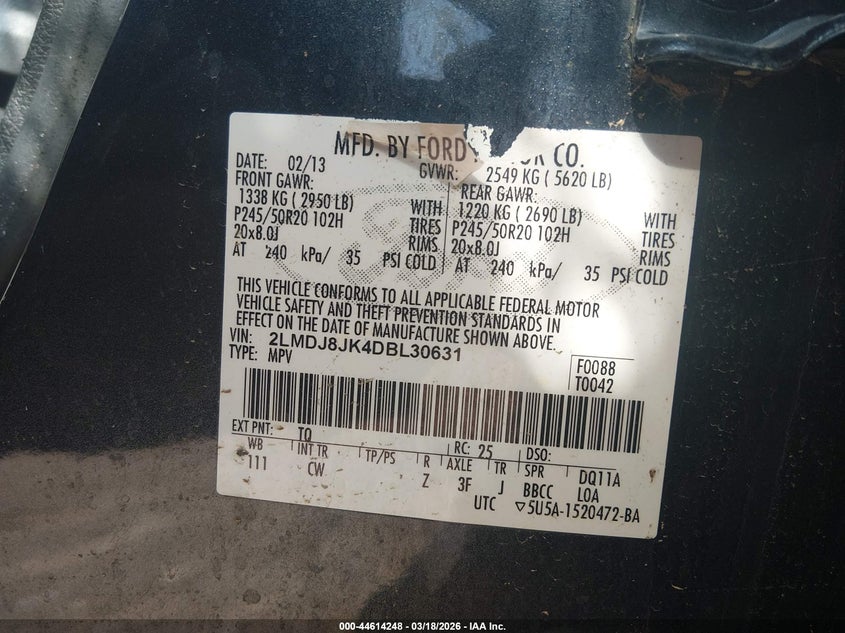 MFD. BY FORD OR CO.
DATE: 02/13 GVWR: 2549 KG ( 5620 LB)
FRONT GAWR: REAR GAWR:
1338 KG ( 2950 LB) WITH 1220 KG ( 2690 LB) WITH
P245/50R20 102H TIRES P245/50R20 102H TIRES
20x8.0J RIMS 20x8.0J RIMS
AT 240 kPa/ 35 PSI COLD AT 240 kPa/ 35 PSI COLD
THIS VEHICLE CONFORMS TO ALL APPLICABLE FEDERAL MOTOR
VEHICLE SAFETY AND THEFT PREVENTION STANDARDS IN
EFFECT ON THE DATE OF MANUFACTURE SHOWN ABOVE.
VIN: 2LMDJ8JK4DBL30631
TYPE: MPV
F0088
T0042
EXT PNT: TQ RC: 25 DSO:
WB INT TR TP/PS R AXLE TR SPR DQ11A
111 CW Z 3F J BBCC LOA
UTC ▽5U5A-1520472-BA
000-44614248 - 03/18/2026 - IAA Inc.